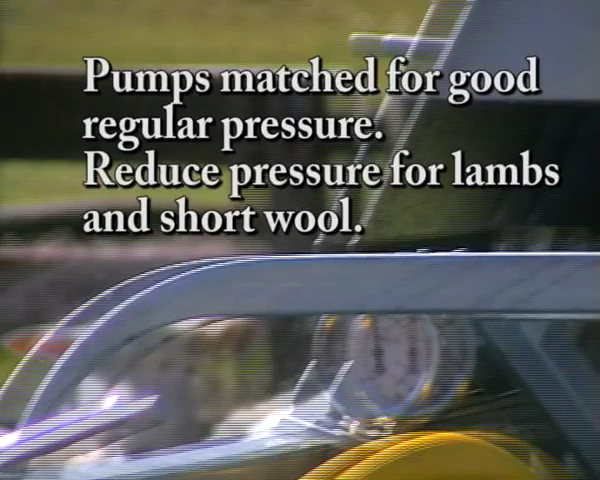 Pumps matched for good
regular pressure.
Reduce pressure for lambs
and short wool.